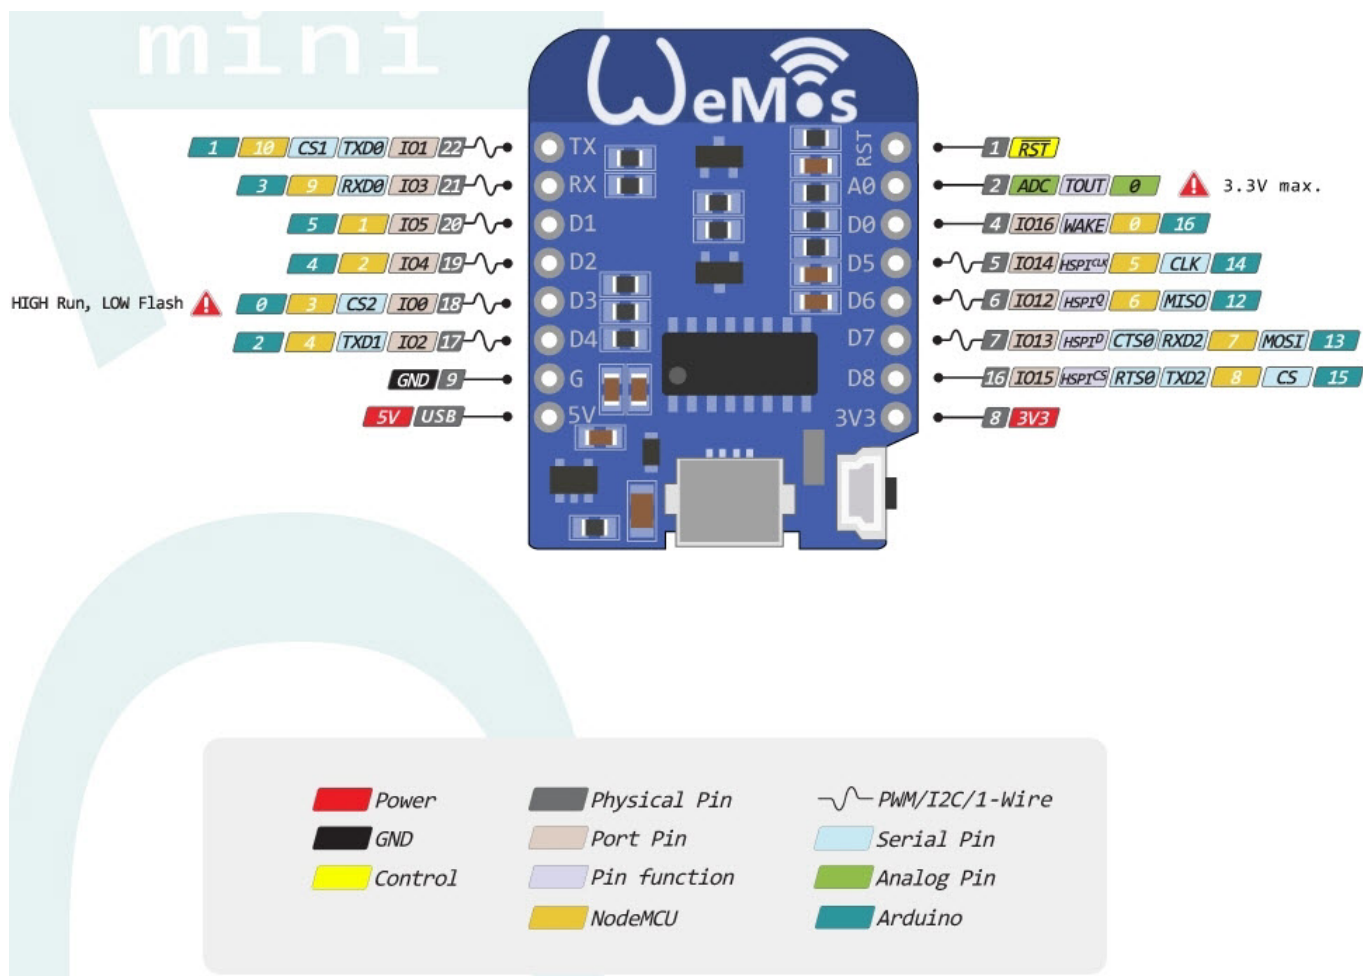 mini
WeMos
1 10 CS1 TXD0 IO1 22 TX RST 1 RST
3 9 RXD0 IO3 21 RX A0 2 ADC TOUT 0 3.3V max.
5 1 IO5 20 D1 D0 4 IO16 WAKE 0 16
4 2 IO4 19 D2 D5 5 IO14 HSPICLK 5 CLK 14
HIGH Run, LOW Flash 0 3 CS2 IO0 18 D3 D6 6 IO12 HSPIQ 6 MISO 12
2 4 TXD1 IO2 17 D4 D7 7 IO13 HSPID CTS0 RXD2 7 MOSI 13
GND 9 G D8 16 IO15 HSPICS RTS0 TXD2 8 CS 15
5V USB 5V 3V3 8 3V3
Power Physical Pin PWM/I2C/1-Wire
GND Port Pin Serial Pin
Control Pin function Analog Pin
NodeMCU Arduino